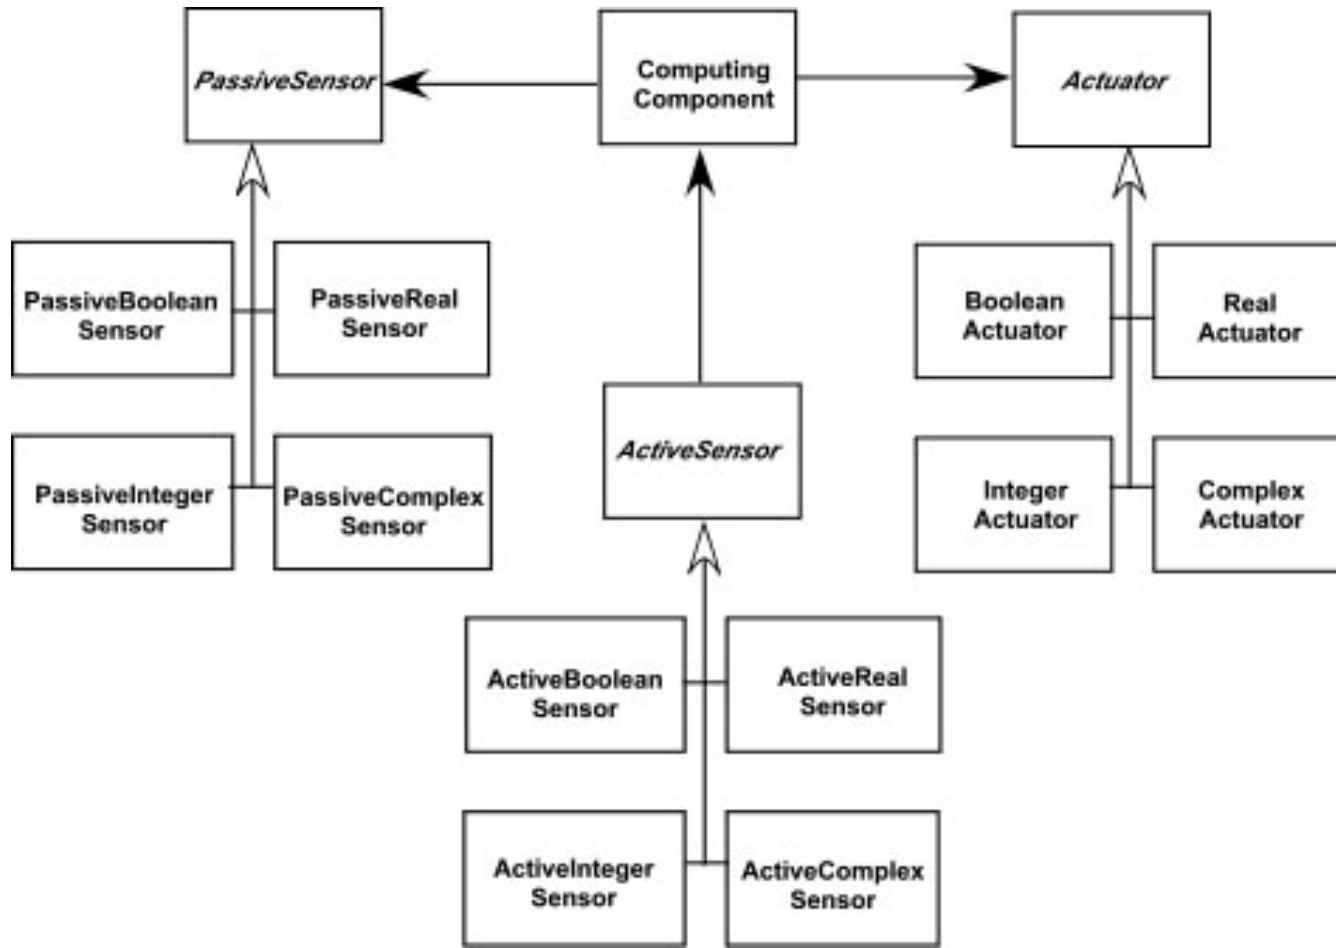 PassiveSensor
Computing
Component
Actuator
PassiveBoolean
Sensor
PassiveReal
Sensor
Boolean
Actuator
Real
Actuator
PassiveInteger
Sensor
PassiveComplex
Sensor
ActiveSensor
Integer
Actuator
Complex
Actuator
ActiveBoolean
Sensor
ActiveReal
Sensor
ActiveInteger
Sensor
ActiveComplex
Sensor